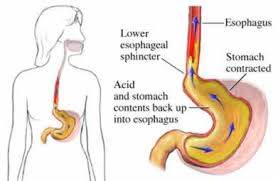 Esophagus
Lower
esophageal
sphincter
Stomach
contracted
Acid
and stomach
contents back up
into esophagus